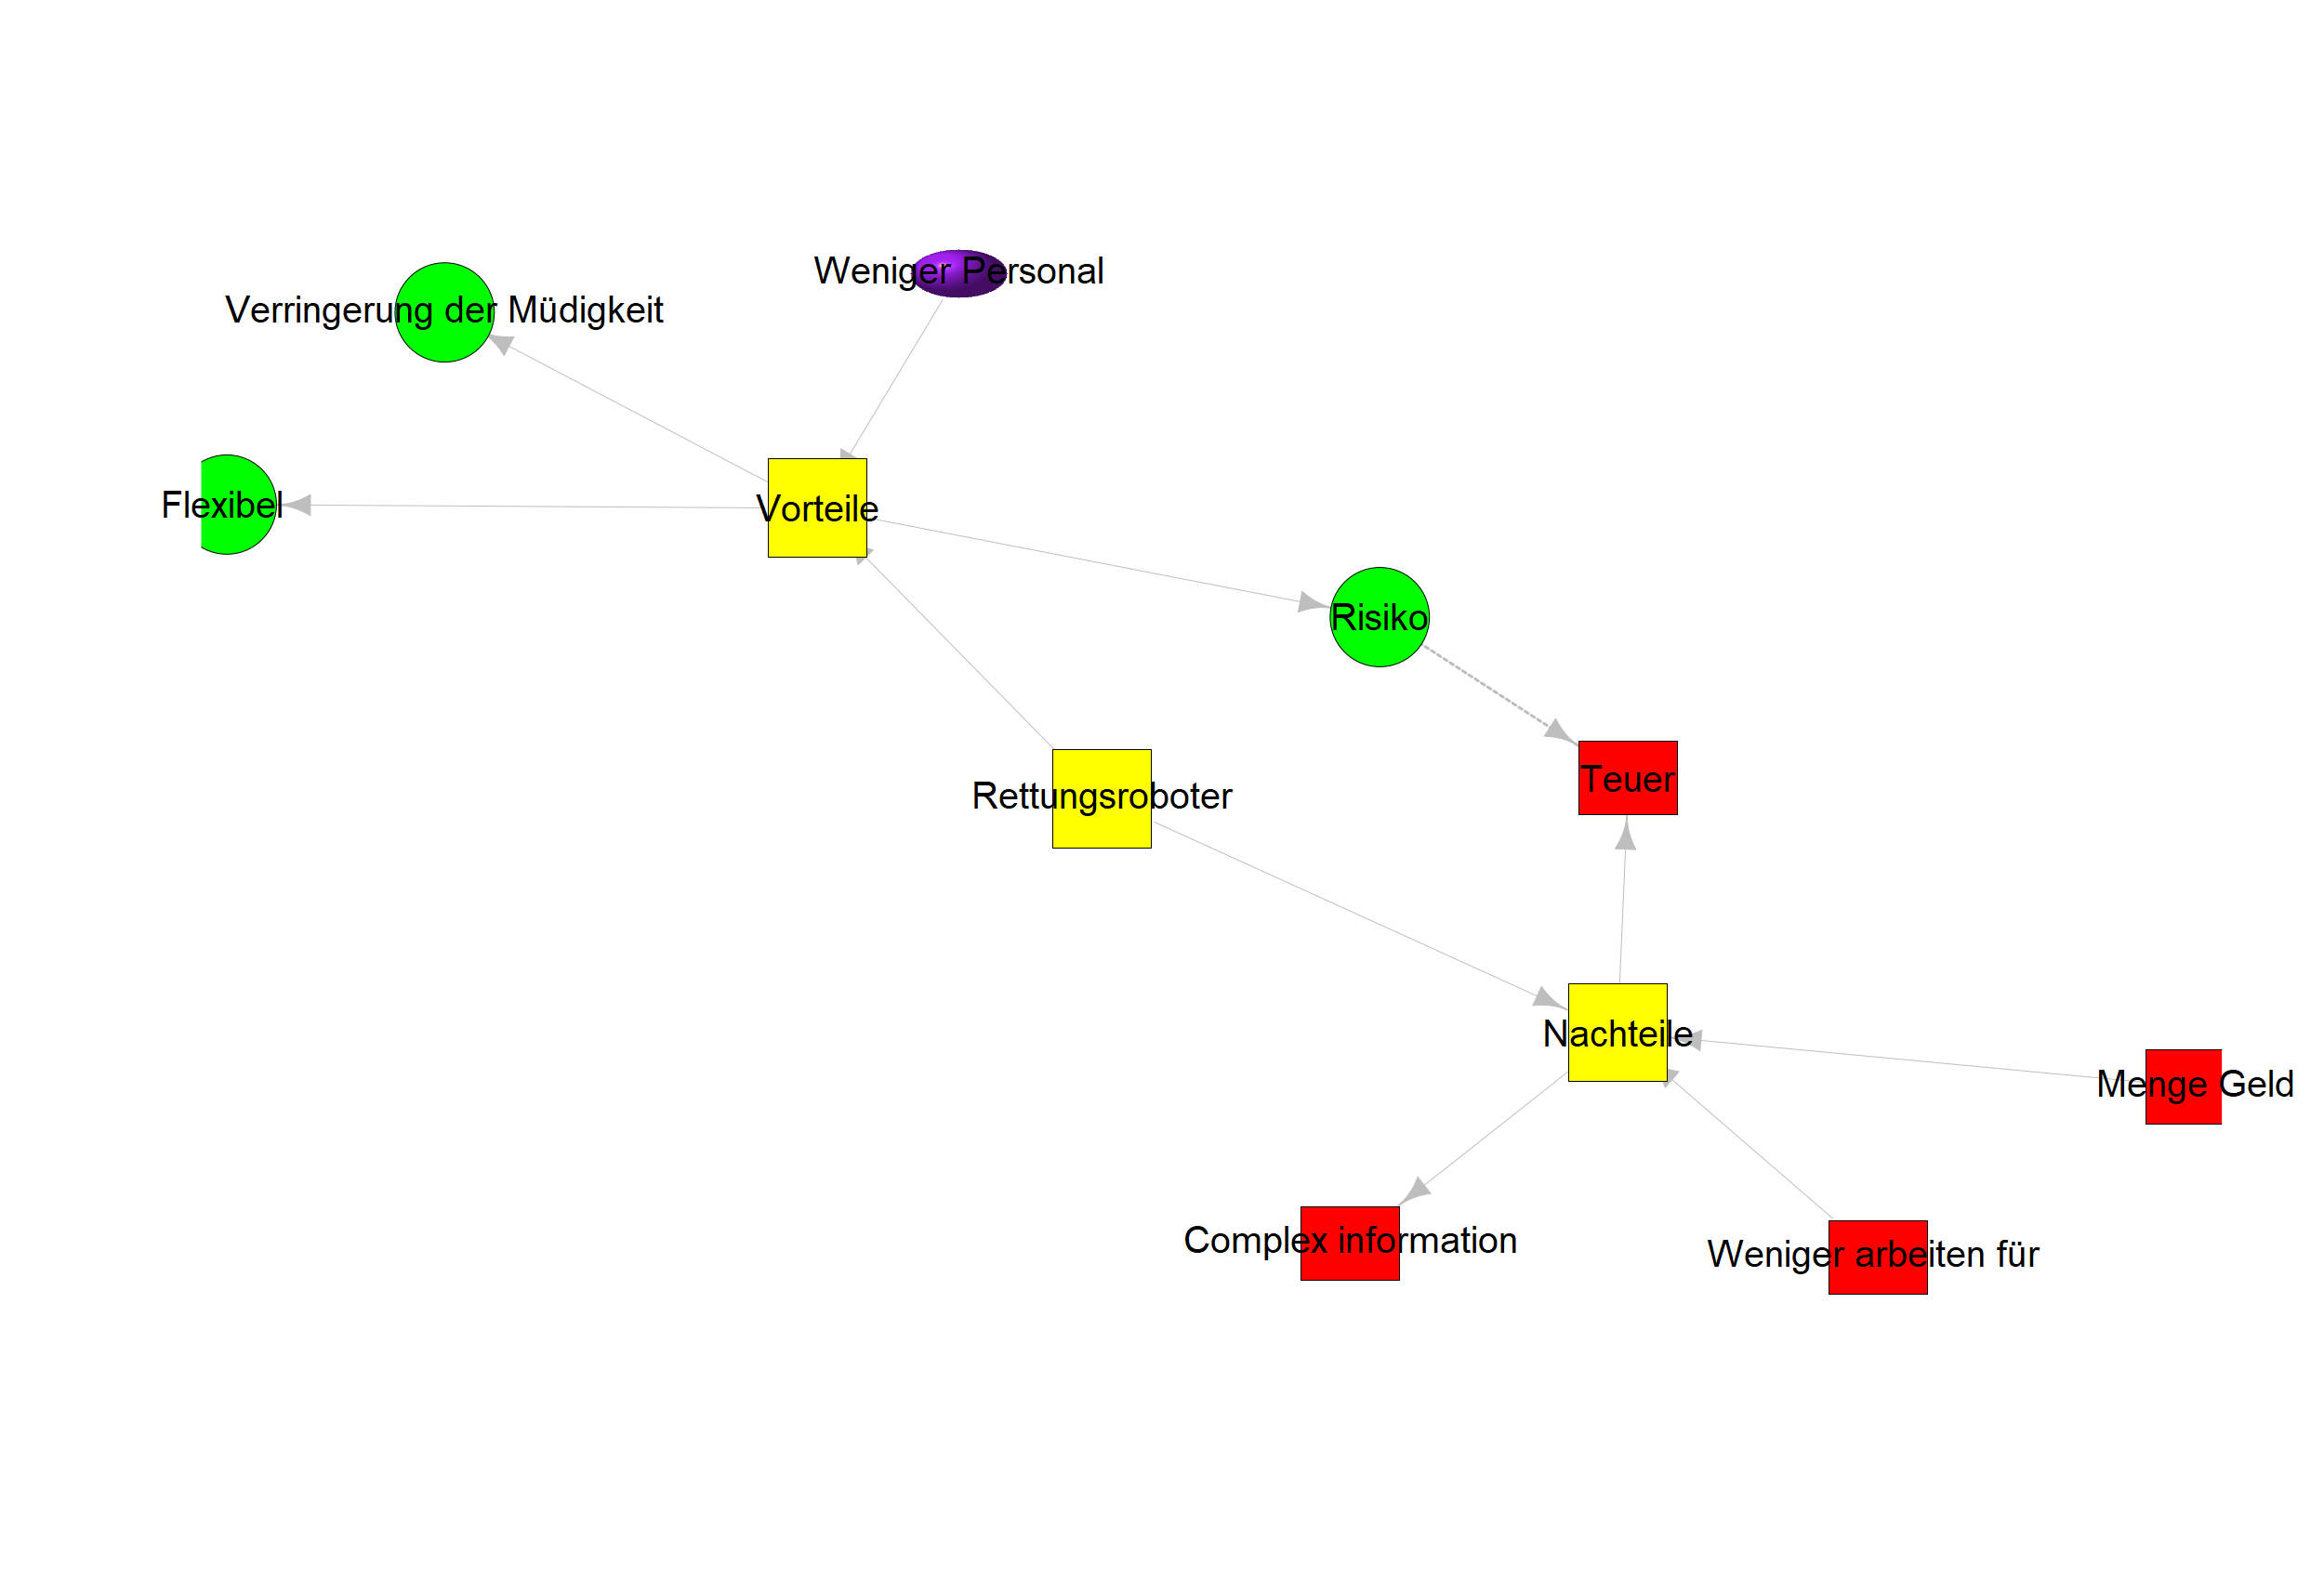 Weniger Personal
Verringerung der Müdigkeit
Flexibel
Vorteile
Risiko
Teuer
Rettungsroboter
Nachteile
Menge Geld
Complex information
Weniger arbeiten für